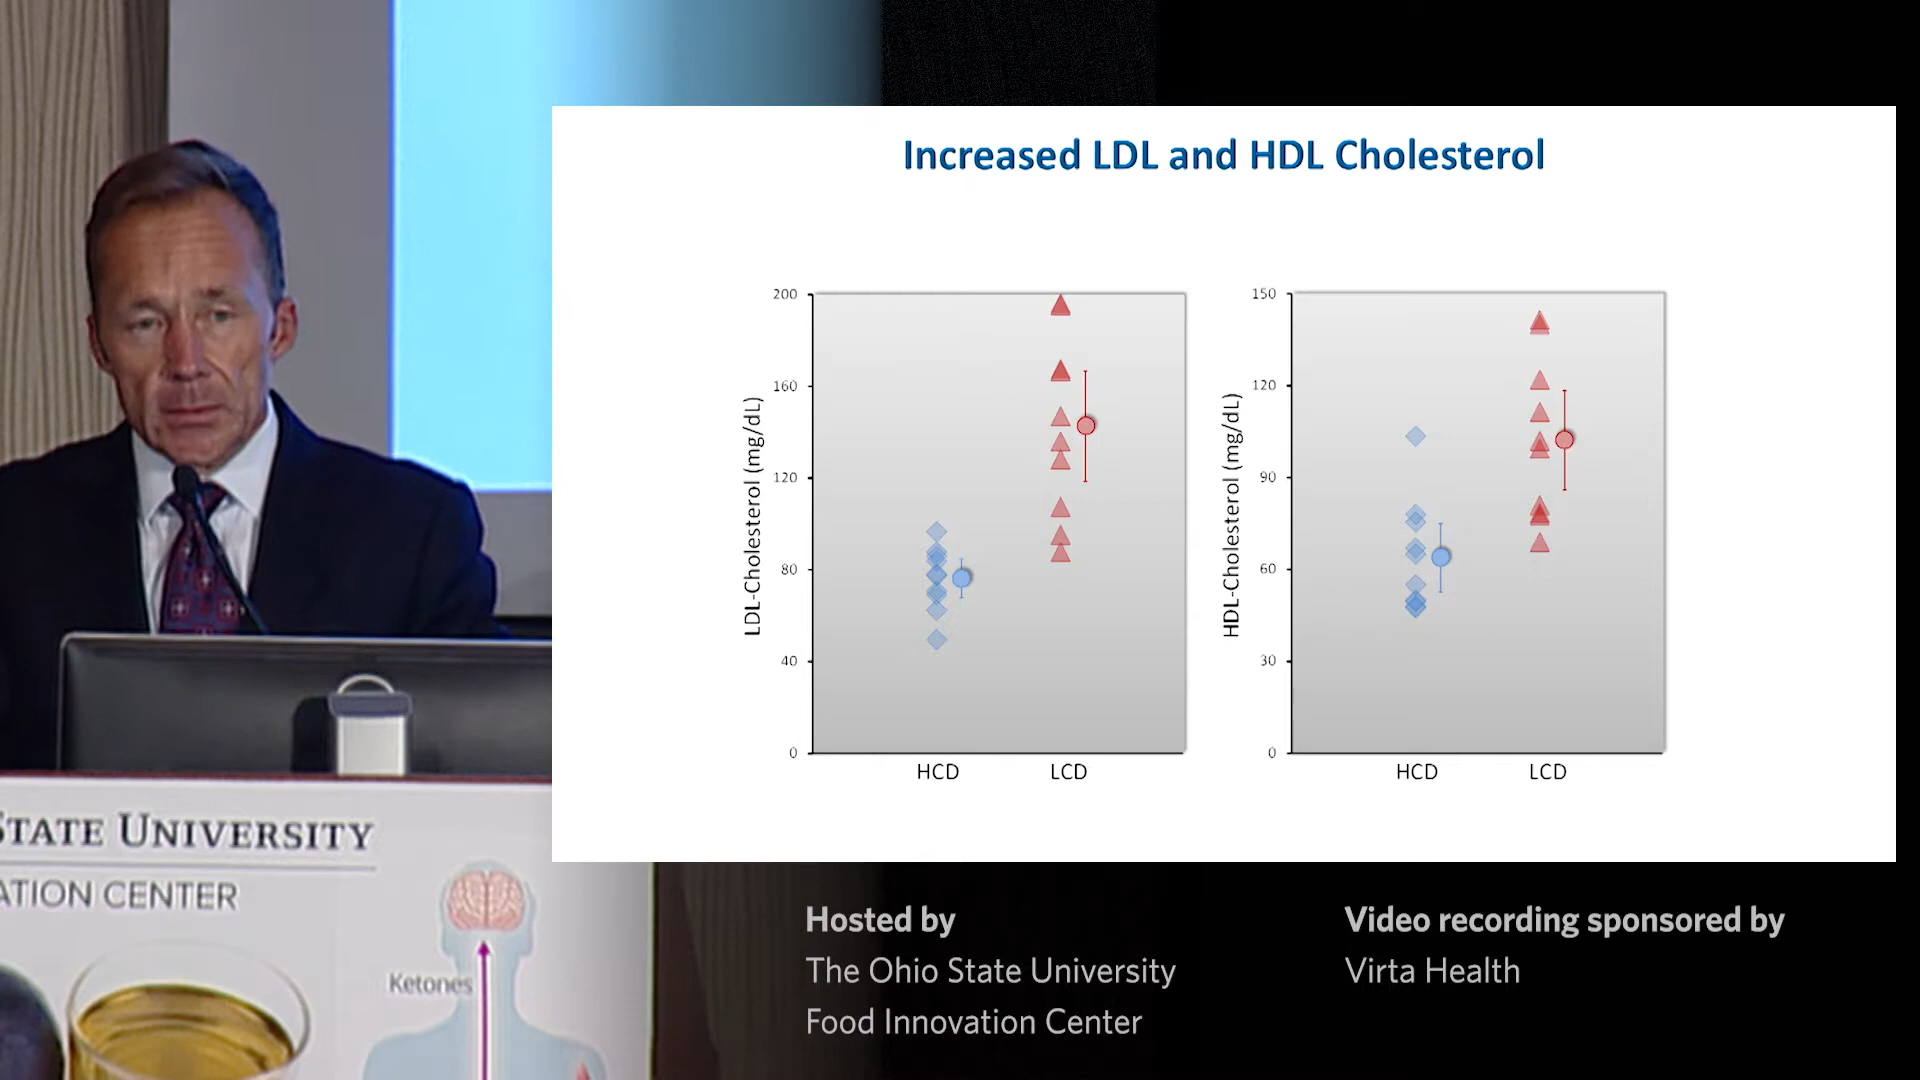 Increased LDL and HDL Cholesterol
LDL-Cholesterol (mg/dL)
200
160
120
80
40
0
HCD LCD
HDL-Cholesterol (mg/dL)
150
120
90
60
30
0
HCD LCD
STATE UNIVERSITY
ATION CENTER
Ketones
Hosted by
The Ohio State University
Food Innovation Center
Video recording sponsored by
Virta Health